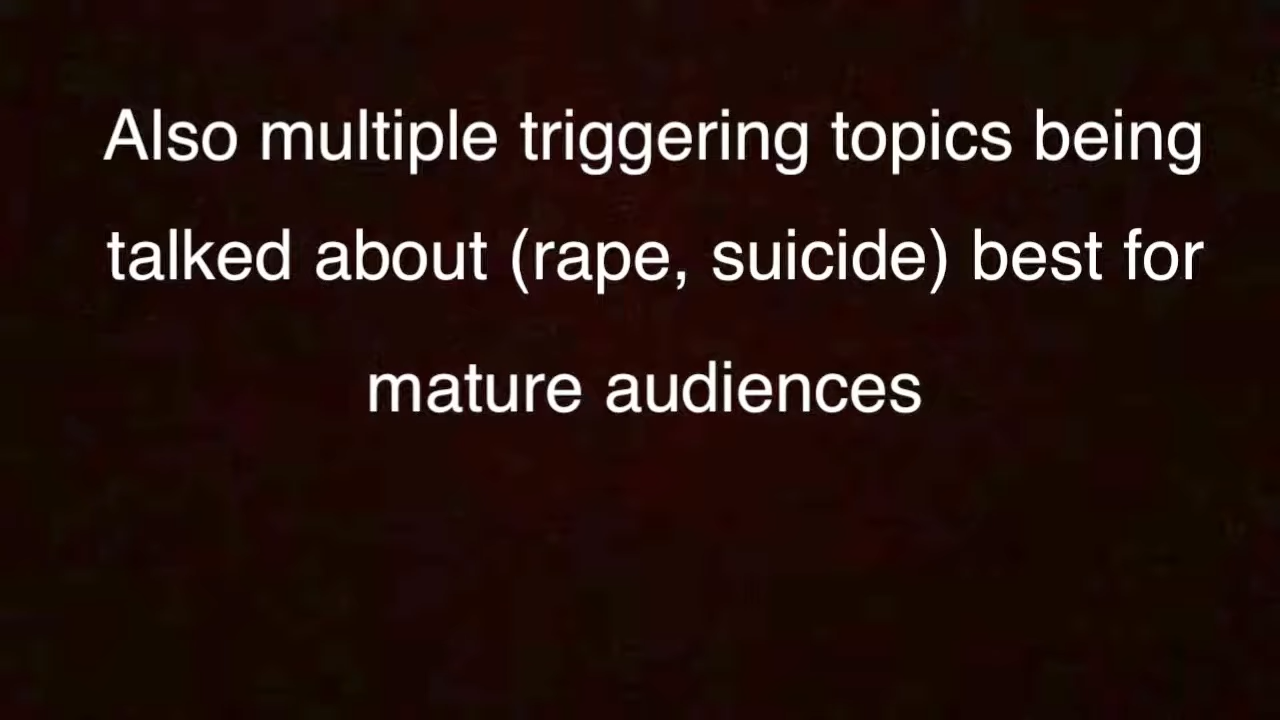 Also multiple triggering topics being
talked about (rape, suicide) best for
mature audiences